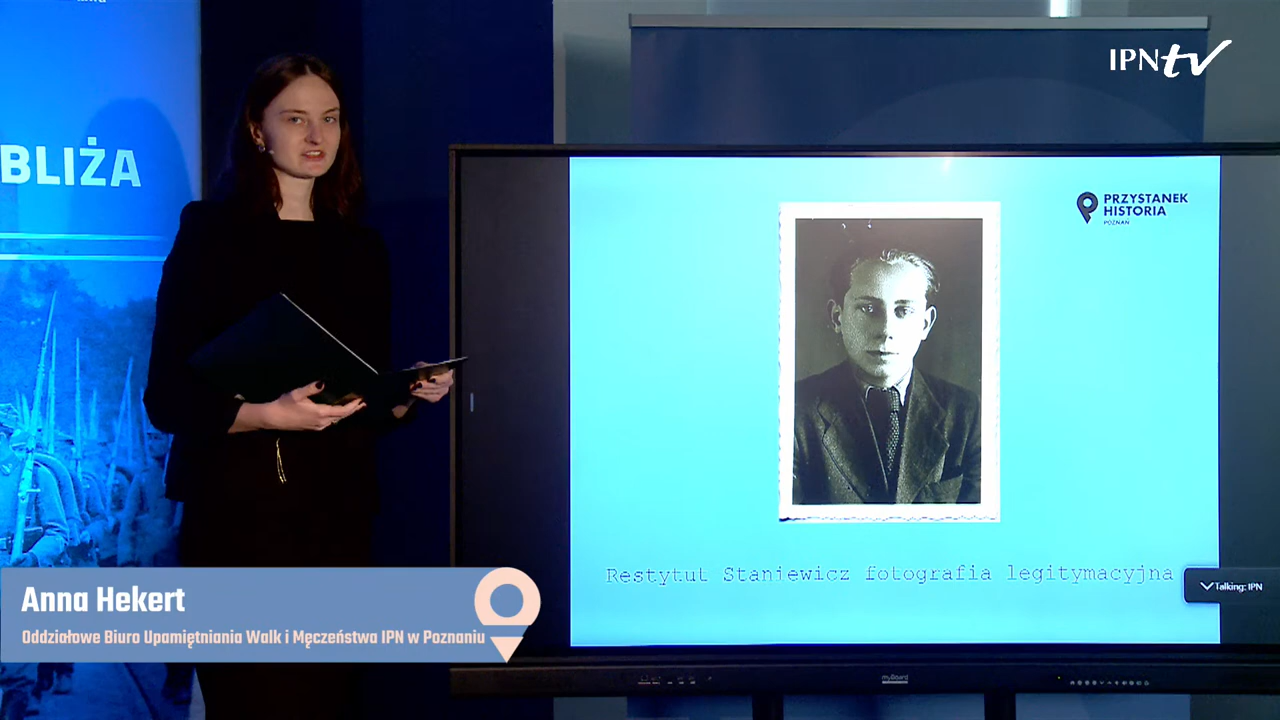 IPNtv
BLIŻA
PRZYSTANEK
HISTORIA
POZNAŃ
Restytut Staniewicz fotografia legitymacyjna
Talking: IPN
Anna Hekert
Oddziałowe Biuro Upamiętniania Walk i Męczeństwa IPN w Poznaniu
myBoard